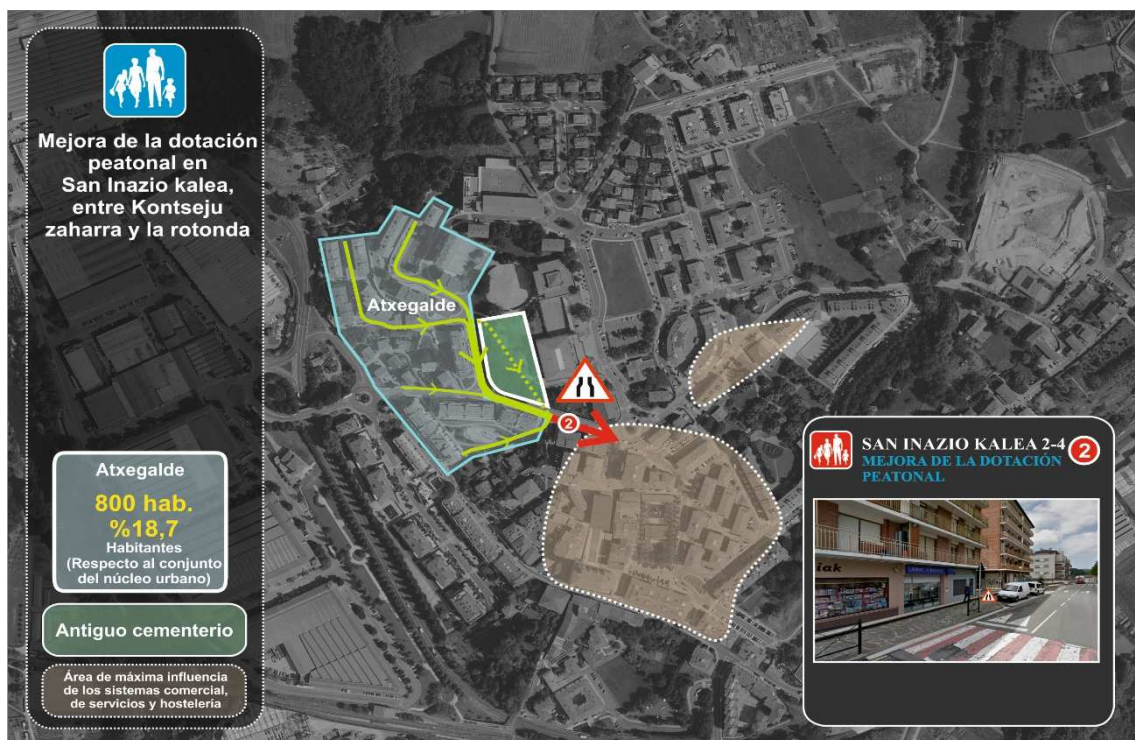 Mejora de la dotación
peatonal en
San Inazio kalea,
entre Kontseju
zaharra y la rotonda
Atxegalde
800 hab.
%18,7
Habitantes
(Respecto al conjunto
del núcleo urbano)
Antiguo cementerio
Área de máxima influencia
de los sistemas comercial,
de servicios y hosteleria
Atxegalde
2
SAN INAZIO KALEA 2-4
2
MEJORA DE LA DOTACIÓN
PEATONAL
iak